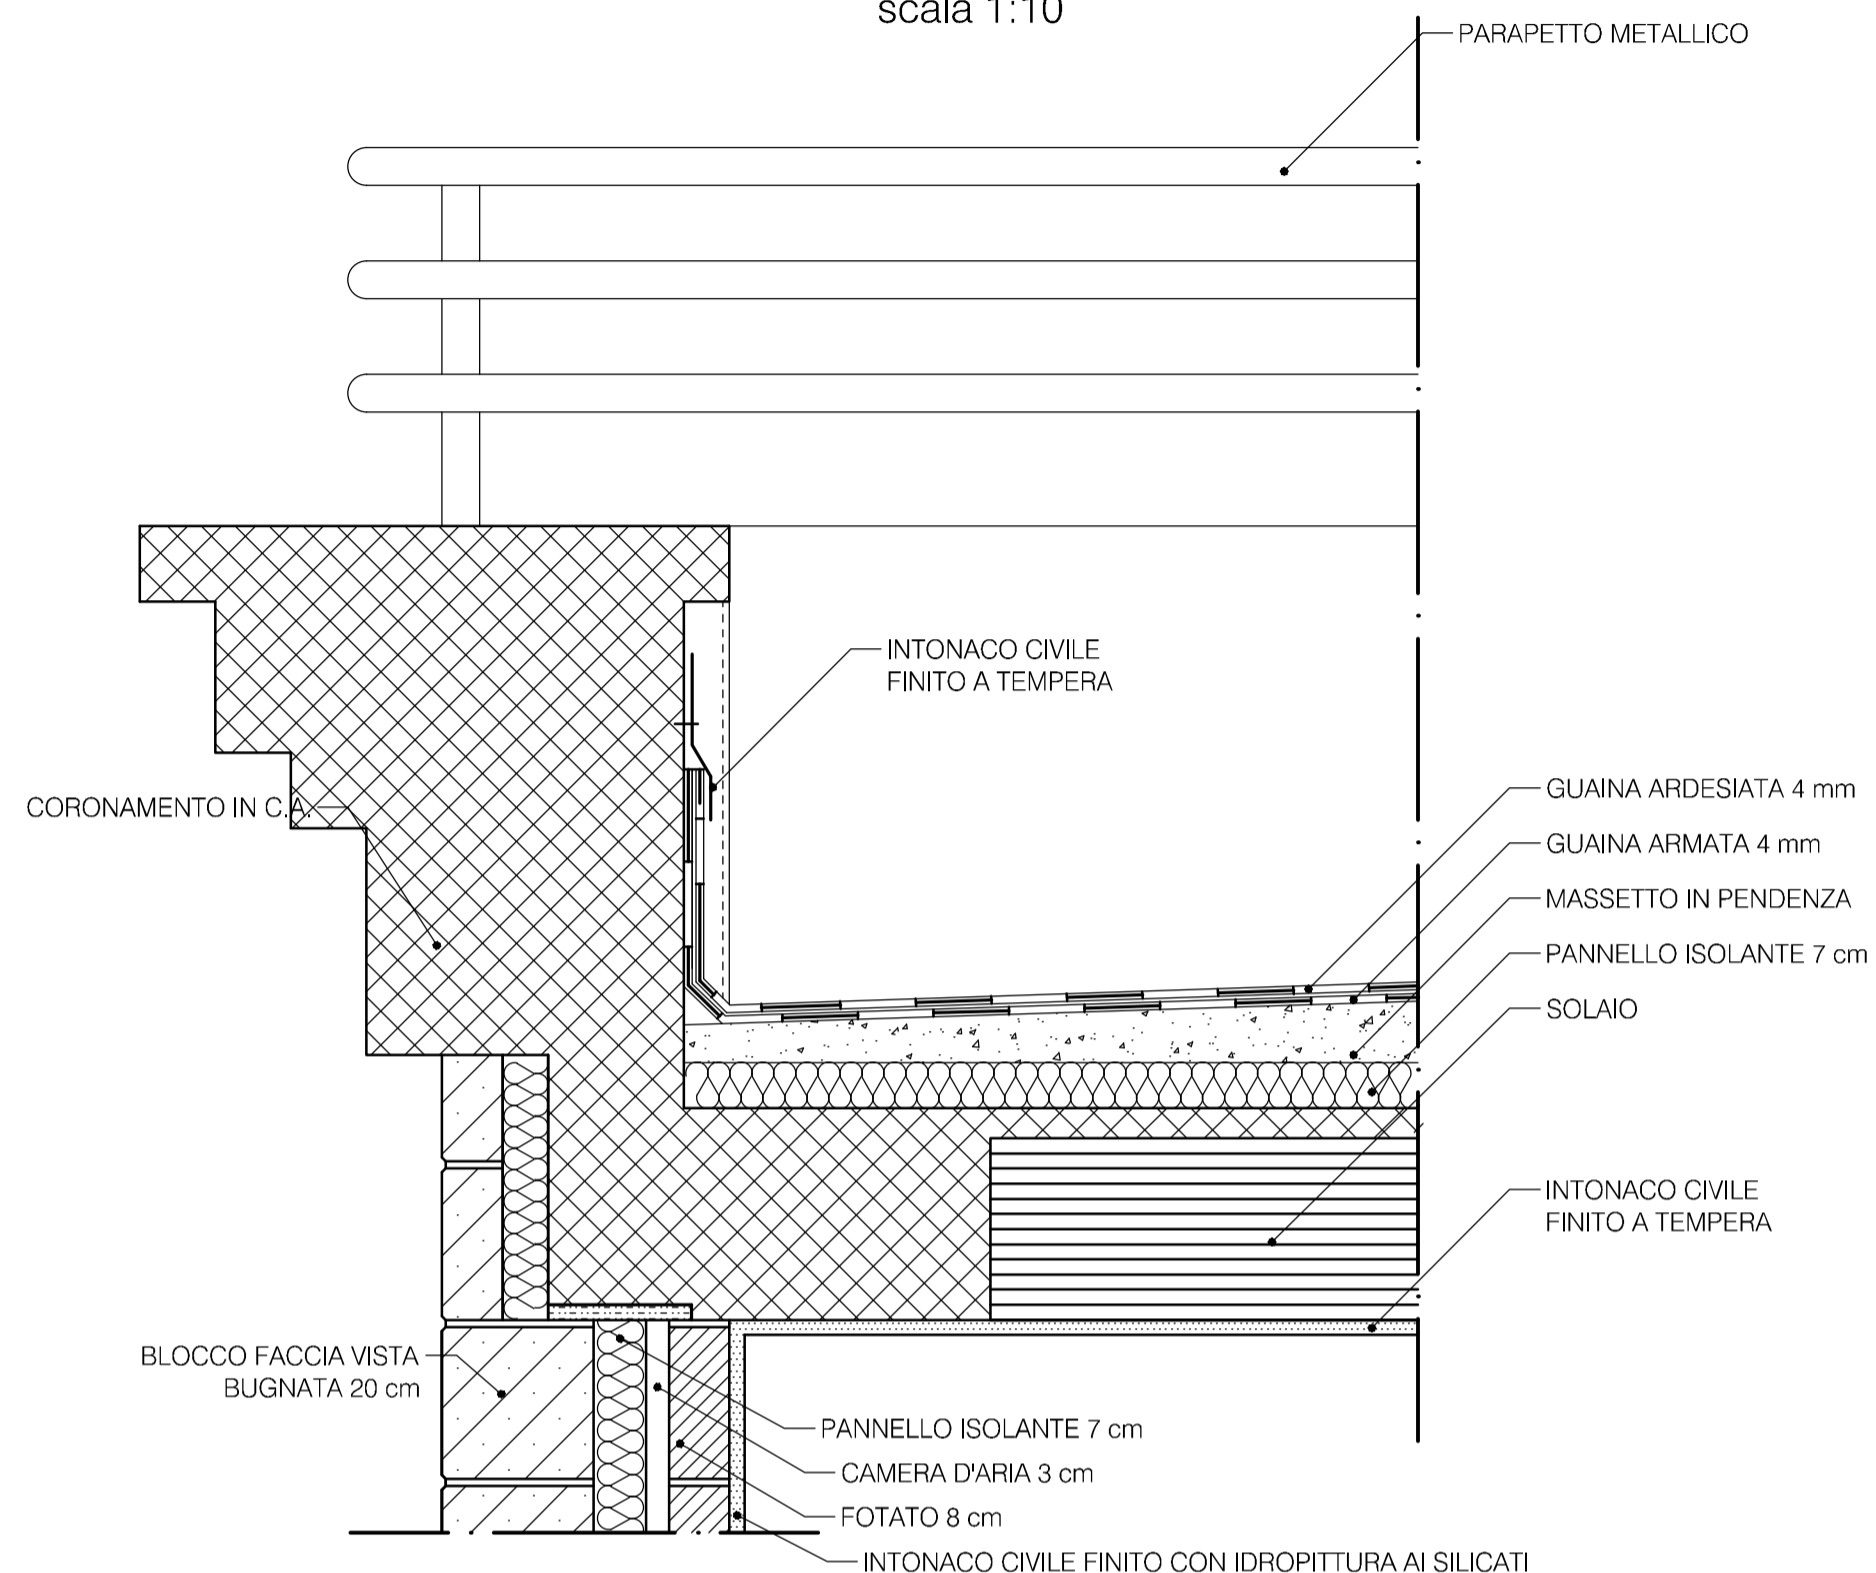 scala 1:10
PARAPETTO METALLICO
INTONACO CIVILE
FINITO A TEMPERA
CORONAMENTO IN C.A.
GUAINA ARDESIATA 4 mm
GUAINA ARMATA 4 mm
MASSETTO IN PENDENZA
PANNELLO ISOLANTE 7 cm
SOLAIO
INTONACO CIVILE
FINITO A TEMPERA
BLOCCO FACCIA VISTA
BUGNATA 20 cm
PANNELLO ISOLANTE 7 cm
CAMERA D'ARIA 3 cm
FOTATO 8 cm
INTONACO CIVILE FINITO CON IDROPITTURA AI SILICATI